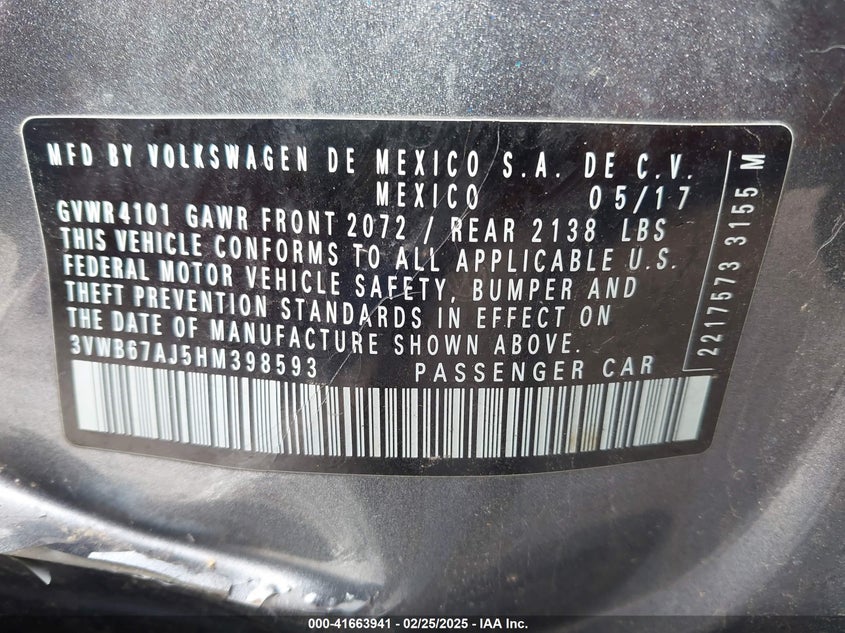 MFD BY VOLKSWAGEN DE MEXICO S.A. DE C.V.
MEXICO 05/17
GVWR4101 GAWR FRONT 2072 / REAR 2138 LBS
THIS VEHICLE CONFORMS TO ALL APPLICABLE U.S.
FEDERAL MOTOR VEHICLE SAFETY, BUMPER AND
THEFT PREVENTION STANDARDS IN EFFECT ON
THE DATE OF MANUFACTURE SHOWN ABOVE.
3VWB67AJ5HM398593 PASSENGER CAR
2217573 3155 M
000-41663941 / 02/25/2025 / IAA Inc.